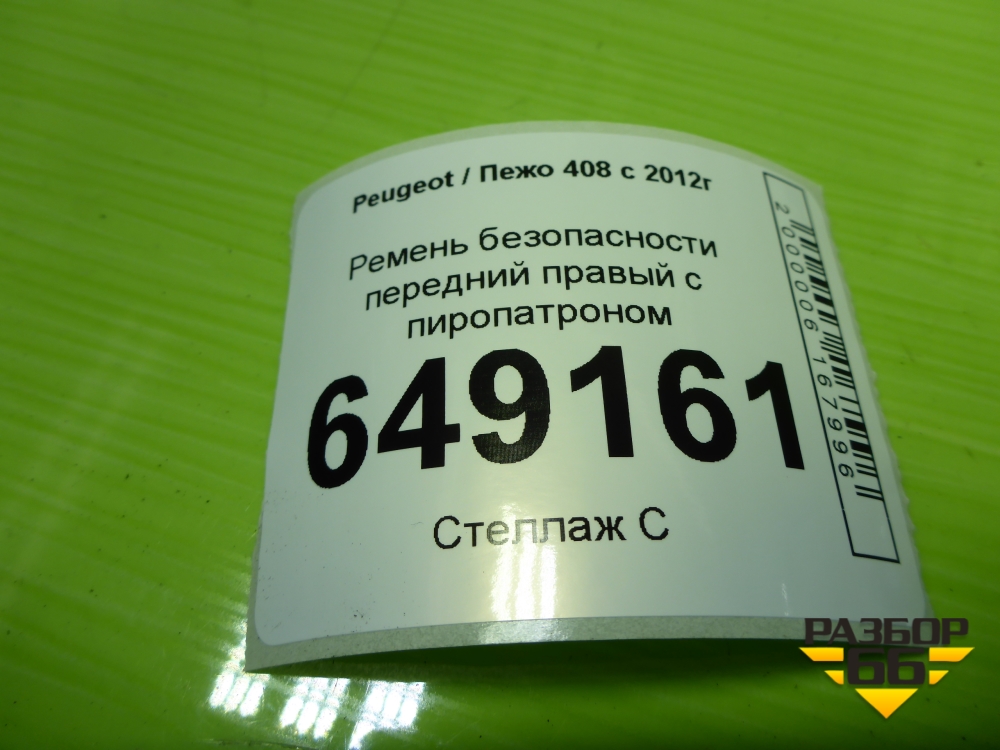 Peugeot / Пежо 408 с 2012г
Ремень безопасности
передний правый с
пиропатроном
649161
Стеллаж С
2000006167996
РАЗБОР
66